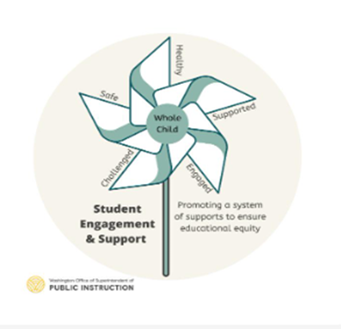 Healthy
Safe
Supported
Whole
Child
Challenged
Engaged
Student
Engagement
& Support
Promoting a system
of supports to ensure
educational equity
Washington Office of Superintendent of
PUBLIC INSTRUCTION